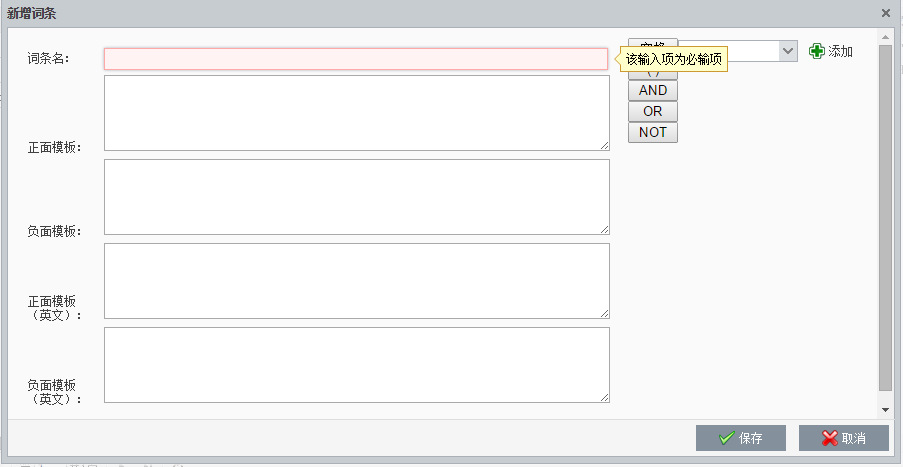 新增词条
词条名：
该输入项为必输项
添加
AND
OR
NOT
正面模板：
负面模板：
正面模板
（英文）：
负面模板
（英文）：
保存
取消